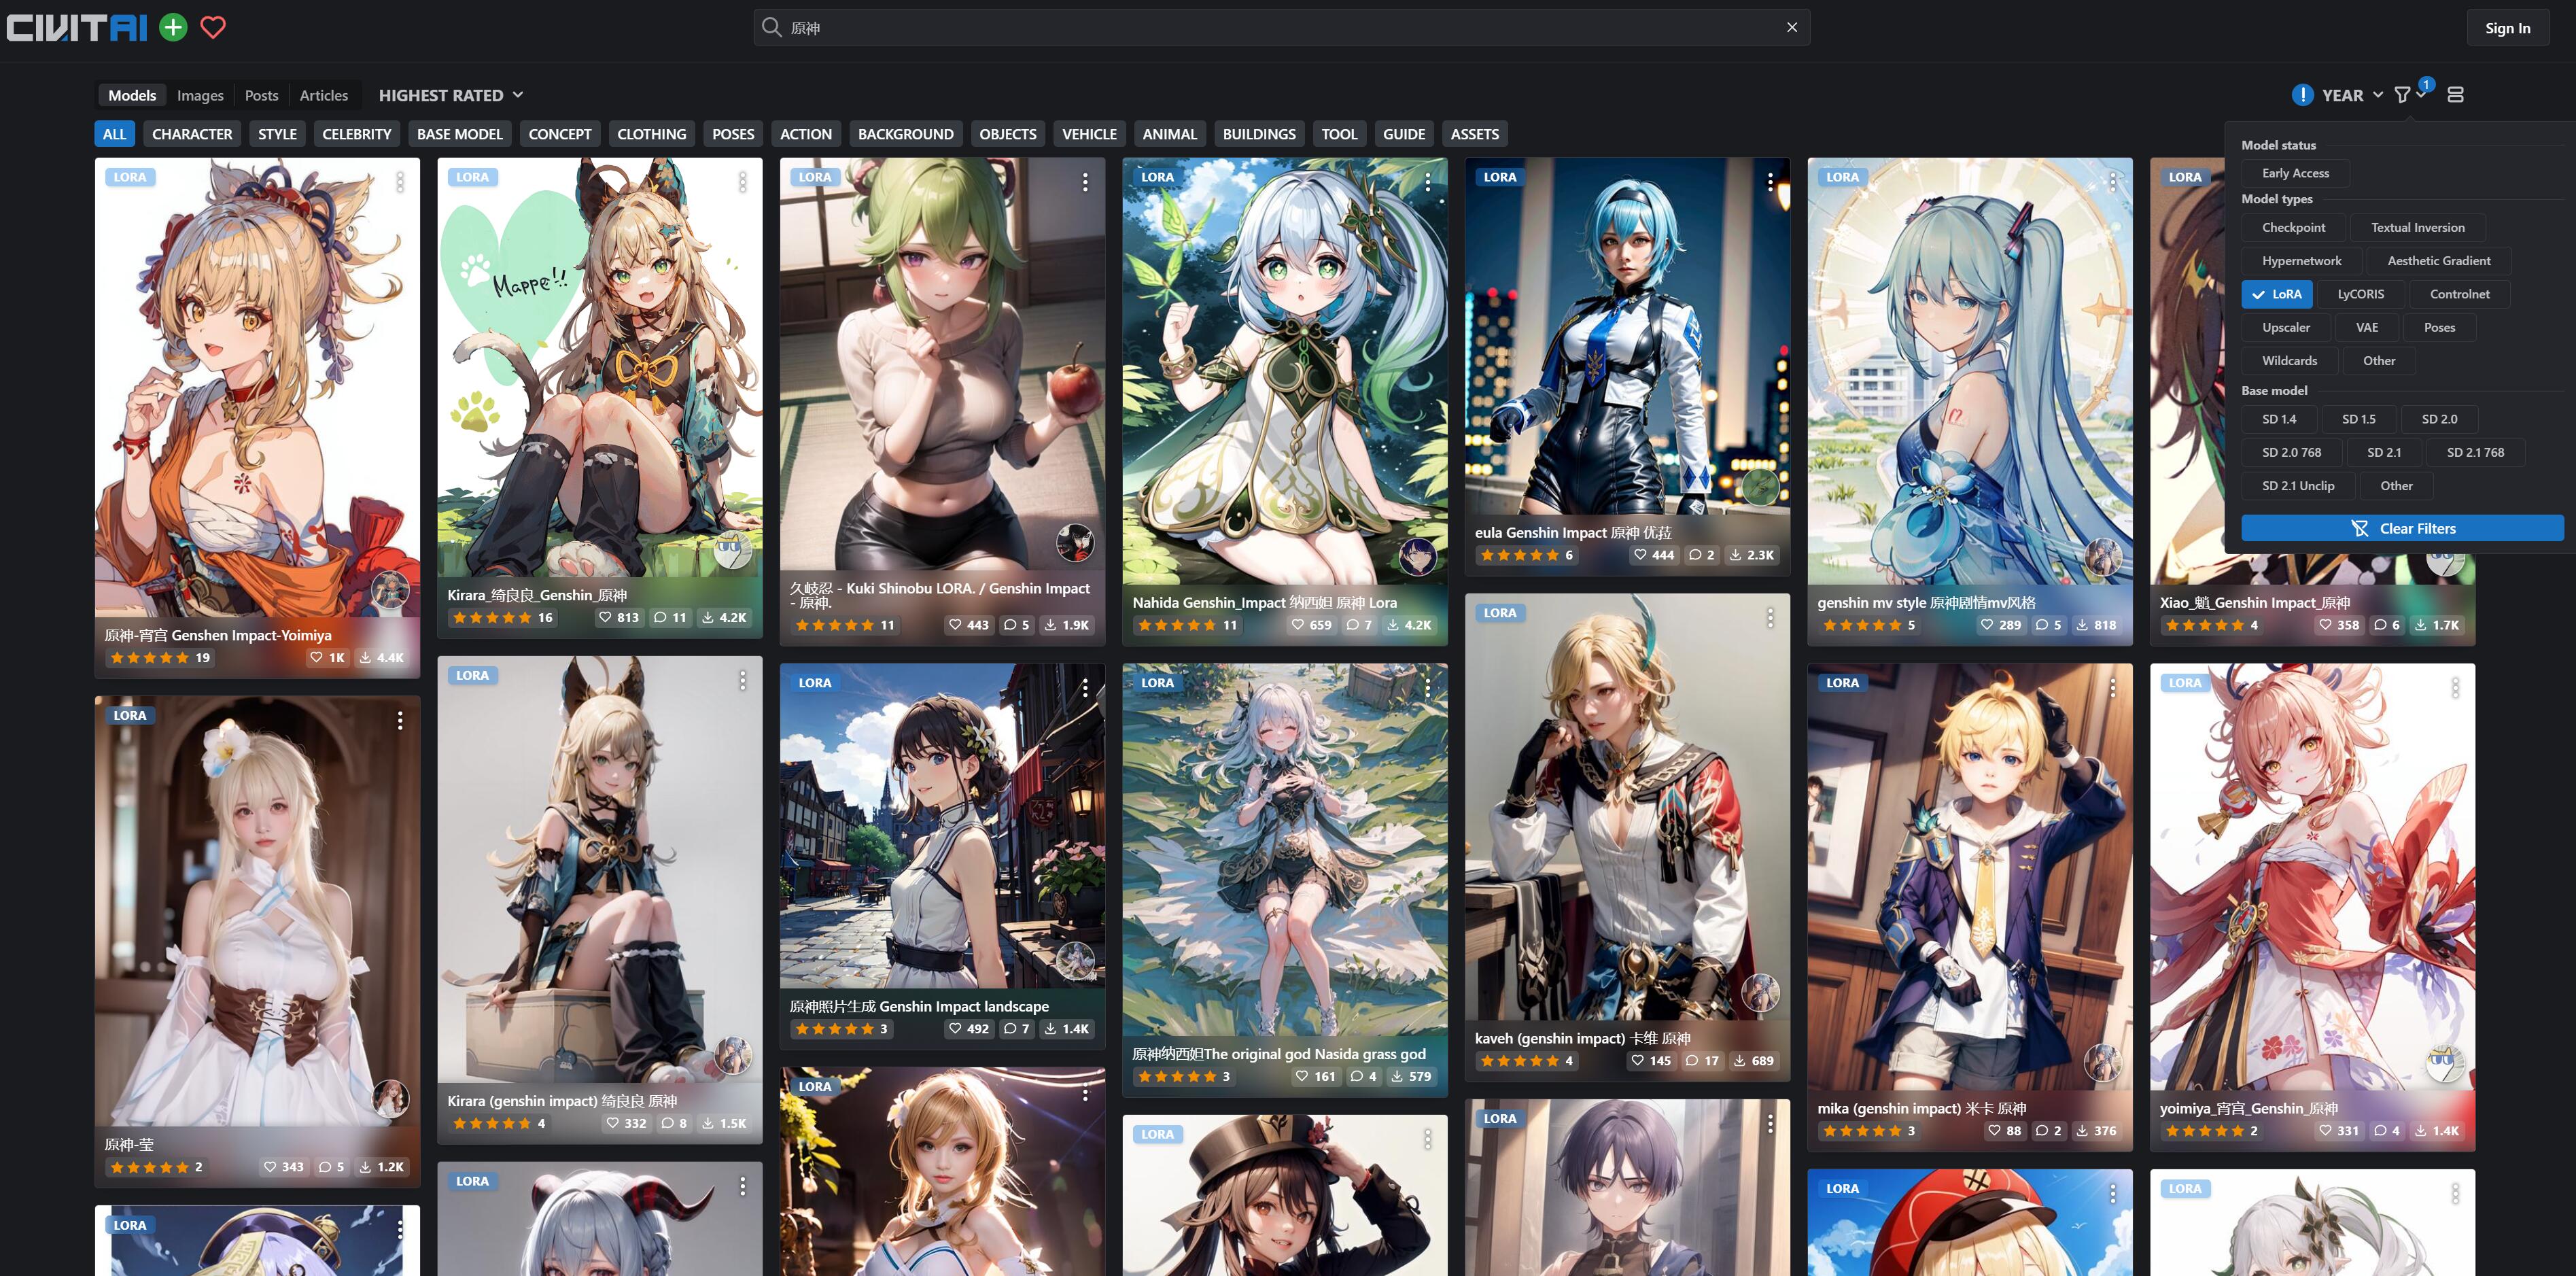 CIVITAI
原神
Sign In
Models Images Posts Articles HIGHEST RATED
! YEAR 1
ALL CHARACTER STYLE CELEBRITY BASE MODEL CONCEPT CLOTHING POSES ACTION BACKGROUND OBJECTS VEHICLE ANIMAL BUILDINGS TOOL GUIDE ASSETS
LORA
原神-宵宫 Genshen Impact-Yoimiya
19 1K 4.4K
LORA
Mappe!!
Kirara_绮良良_Genshin_原神
16 813 11 4.2K
LORA
久岐忍 - Kuki Shinobu LORA. / Genshin Impact
- 原神.
11 443 5 1.9K
LORA
Nahida Genshin_Impact 纳西妲 原神 Lora
11 659 7 4.2K
LORA
eula Genshin Impact 原神 优菈
6 444 2 2.3K
LORA
genshin mv style 原神剧情mv风格
5 289 5 818
LORA
Xiao_魈_Genshin Impact_原神
4 358 6 1.7K
Model status
Early Access
Model types
Checkpoint Textual Inversion
Hypernetwork Aesthetic Gradient
LoRA LyCORIS Controlnet
Upscaler VAE Poses
Wildcards Other
Base model
SD 1.4 SD 1.5 SD 2.0
SD 2.0 768 SD 2.1 SD 2.1 768
SD 2.1 Unclip Other
Clear Filters
LORA
原神-莹
2 343 5 1.2K
LORA
Kirara (genshin impact) 绮良良 原神
4 332 8 1.5K
LORA
原神照片生成 Genshin Impact landscape
3 492 7 1.4K
LORA
原神纳西妲The original god Nasida grass god
3 161 4 579
LORA
kaveh (genshin impact) 卡维 原神
4 145 17 689
LORA
mika (genshin impact) 米卡 原神
3 88 2 376
LORA
yoimiya_宵宫_Genshin_原神
2 331 4 1.4K
LORA
LORA
LORA
LORA
LORA
LORA
LORA